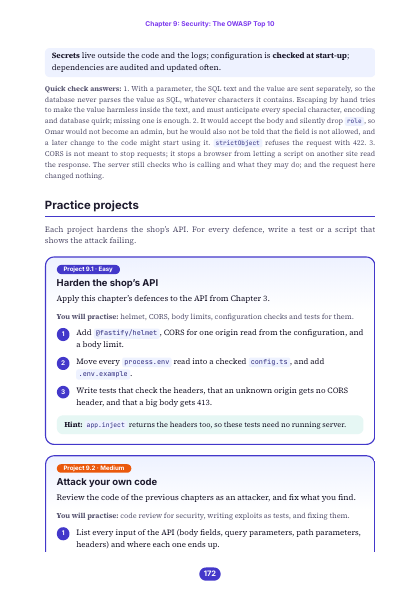 Chapter 9: Security: The OWASP Top 10
Secrets live outside the code and the logs; configuration is checked at start-up;
dependencies are audited and updated often.
Quick check answers: 1. With a parameter, the SQL text and the value are sent separately, so the
database never parses the value as SQL, whatever characters it contains. Escaping by hand tries
to make the value harmless inside the text, and must anticipate every special character, encoding
and database quirk; missing one is enough. 2. It would accept the body and silently drop role, so
Omar would not become an admin, but he would also not be told that the field is not allowed, and
a later change to the code might start using it. strictObject refuses the request with 422. 3.
CORS is not meant to stop requests; it stops a browser from letting a script on another site read
the response. The server still checks who is calling and what they may do; and the request here
changed nothing.
Practice projects
Each project hardens the shop's API. For every defence, write a test or a script that
shows the attack failing.
Project 9.1 · Easy
Harden the shop's API
Apply this chapter's defences to the API from Chapter 3.
You will practise: helmet, CORS, body limits, configuration checks and tests for them.
1 Add @fastify/helmet, CORS for one origin read from the configuration, and
a body limit.
2 Move every process.env read into a checked config.ts, and add
.env.example.
3 Write tests that check the headers, that an unknown origin gets no CORS
header, and that a big body gets 413.
Hint: app.inject returns the headers too, so these tests need no running server.
Project 9.2 · Medium
Attack your own code
Review the code of the previous chapters as an attacker, and fix what you find.
You will practise: code review for security, writing exploits as tests, and fixing them.
1 List every input of the API (body fields, query parameters, path parameters,
headers) and where each one ends up.
172